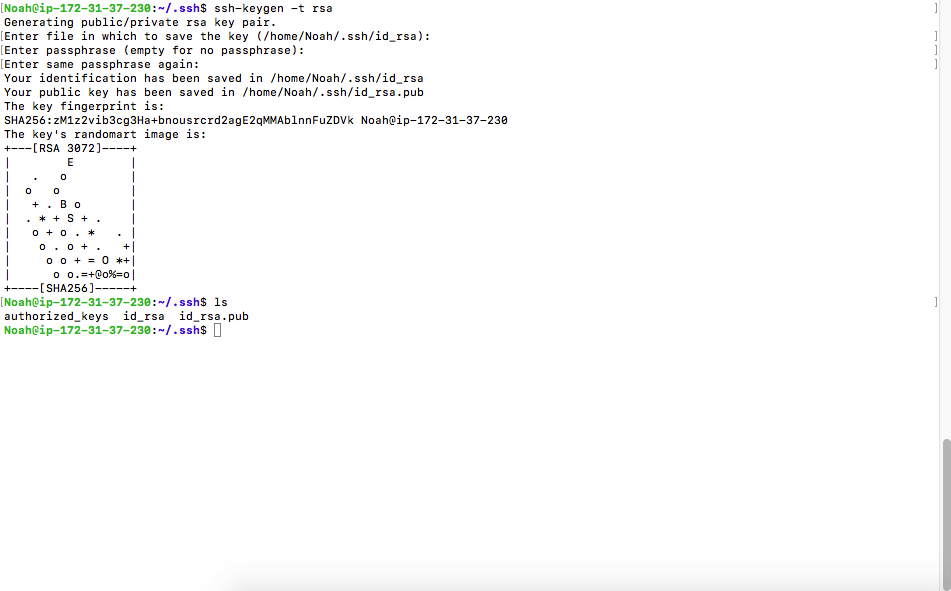 [Noah@ip-172-31-37-230:~/.ssh$ ssh-keygen -t rsa ]
Generating public/private rsa key pair.
[Enter file in which to save the key (/home/Noah/.ssh/id_rsa): ]
[Enter passphrase (empty for no passphrase): ]
[Enter same passphrase again: ]
Your identification has been saved in /home/Noah/.ssh/id_rsa
Your public key has been saved in /home/Noah/.ssh/id_rsa.pub
The key fingerprint is:
SHA256:zM1z2vib3cg3Ha+bnousrcrd2agE2qMMAblnnFuZDVk Noah@ip-172-31-37-230
The key's randomart image is:
+---[RSA 3072]----+
|        E        |
|   .   o         |
|  o   o          |
|   + . B o       |
|  . * + S + .    |
|   o + o . *   . |
|    o . o + .   +|
|     o o + = O *+|
|      o o.=+@o%=o|
+----[SHA256]-----+
[Noah@ip-172-31-37-230:~/.ssh$ ls ]
authorized_keys  id_rsa  id_rsa.pub
Noah@ip-172-31-37-230:~/.ssh$